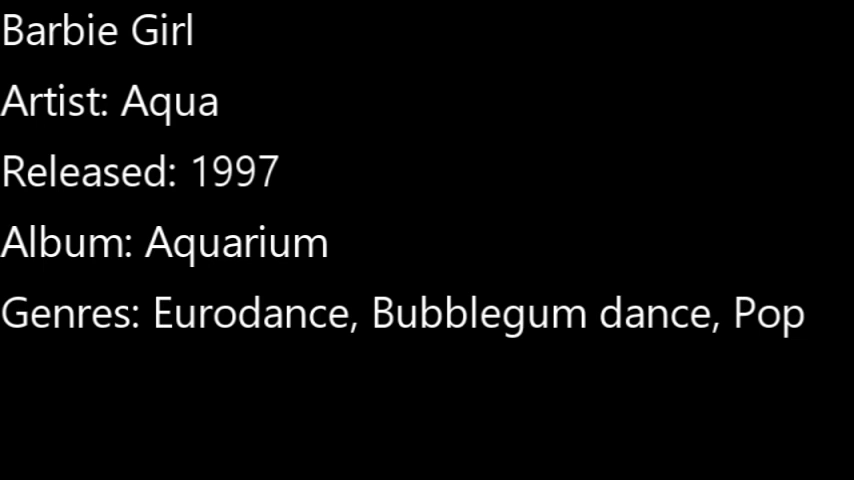 Barbie Girl
Artist: Aqua
Released: 1997
Album: Aquarium
Genres: Eurodance, Bubblegum dance, Pop